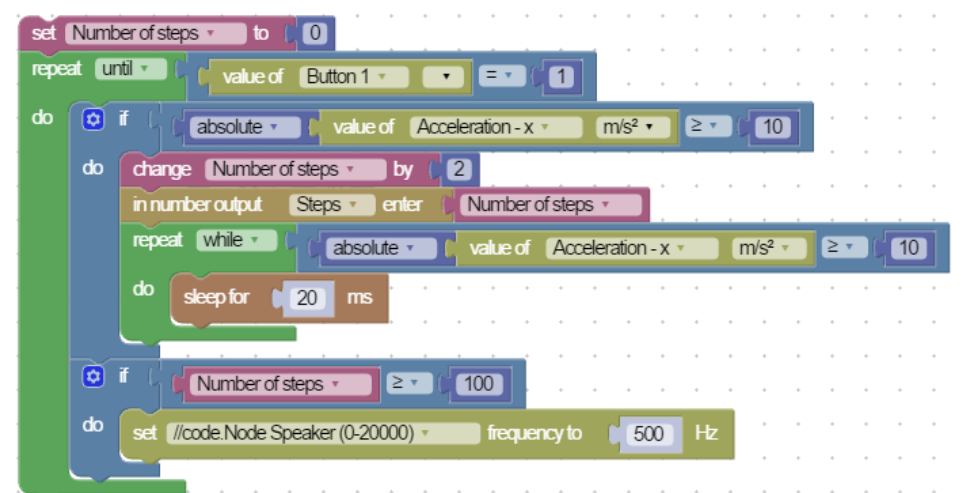 set Number of steps to 0
repeat until value of Button 1 = 1
do if absolute value of Acceleration - x m/s² ≥ 10
do change Number of steps by 2
in number output Steps enter Number of steps
repeat while absolute value of Acceleration - x m/s² ≥ 10
do sleep for 20 ms
if Number of steps ≥ 100
do set //code.Node Speaker (0-20000) frequency to 500 Hz